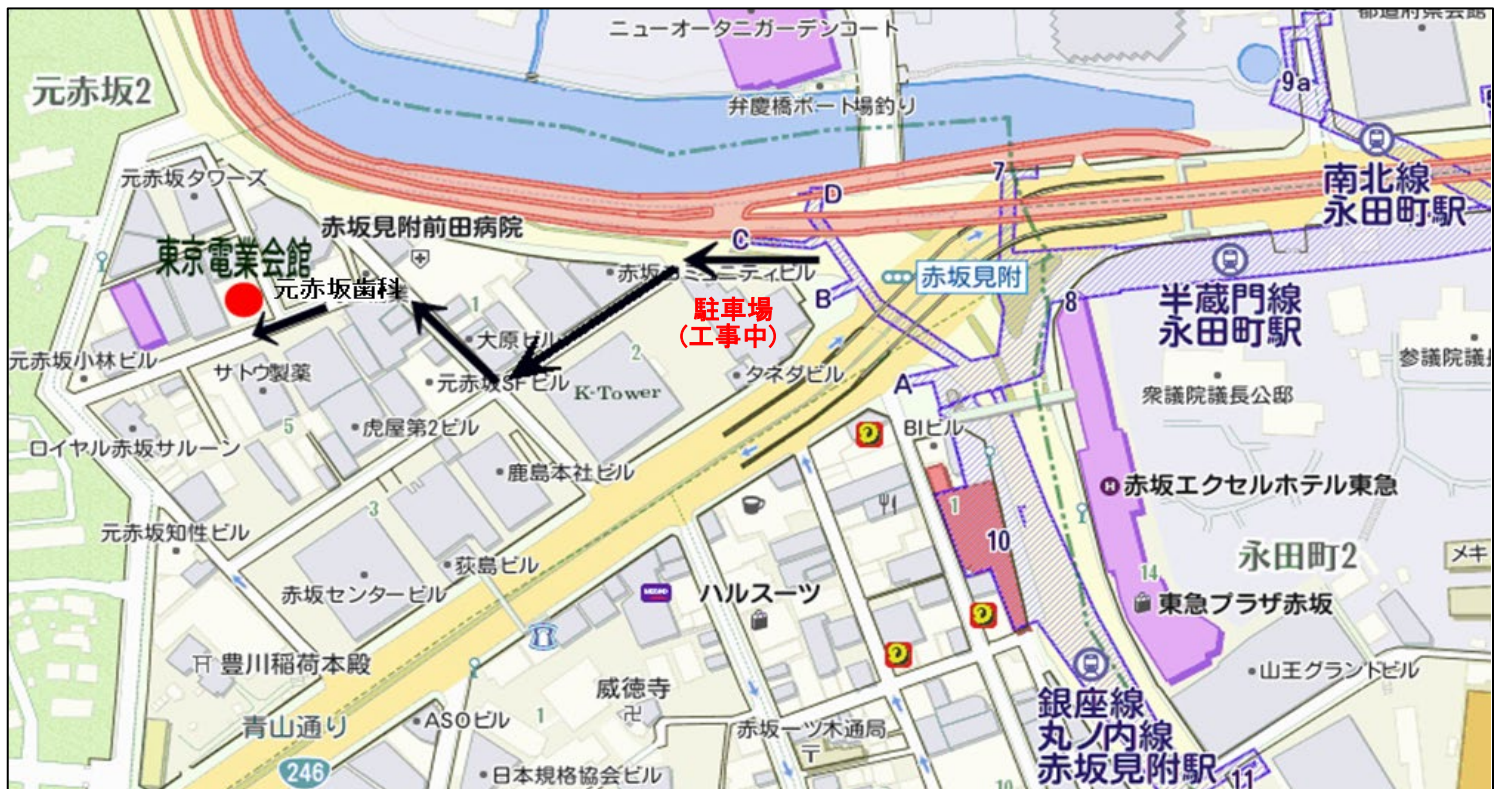 ニューオータニガーデンコート
都道府県会館
元赤坂2
弁慶橋ボート場釣り
9a
南北線
永田町駅
元赤坂タワーズ
7
D
赤坂見附前田病院
東京電業会館
C
赤坂見附
半蔵門線
永田町駅
元赤坂歯科
B
8
駐車場
(工事中)
1
大原ビル
2
参議院議長
元赤坂小林ビル
サトウ製薬
元赤坂SFビル
K-Tower
タネダビル
A
衆議院議長公邸
ロイヤル赤坂サルーン
5
虎屋第2ビル
BIビル
鹿島本社ビル
赤坂エクセルホテル東急
H
3
1
元赤坂知性ビル
10
永田町2
メキ
荻島ビル
赤坂センタービル
ハルスーツ
14
東急プラザ赤坂
豊川稲荷本殿
山王グランドビル
威徳寺
青山通り
ASOビル
1
赤坂一ツ木通局
銀座線
丸ノ内線
赤坂見附駅
246
日本規格協会ビル
10
11